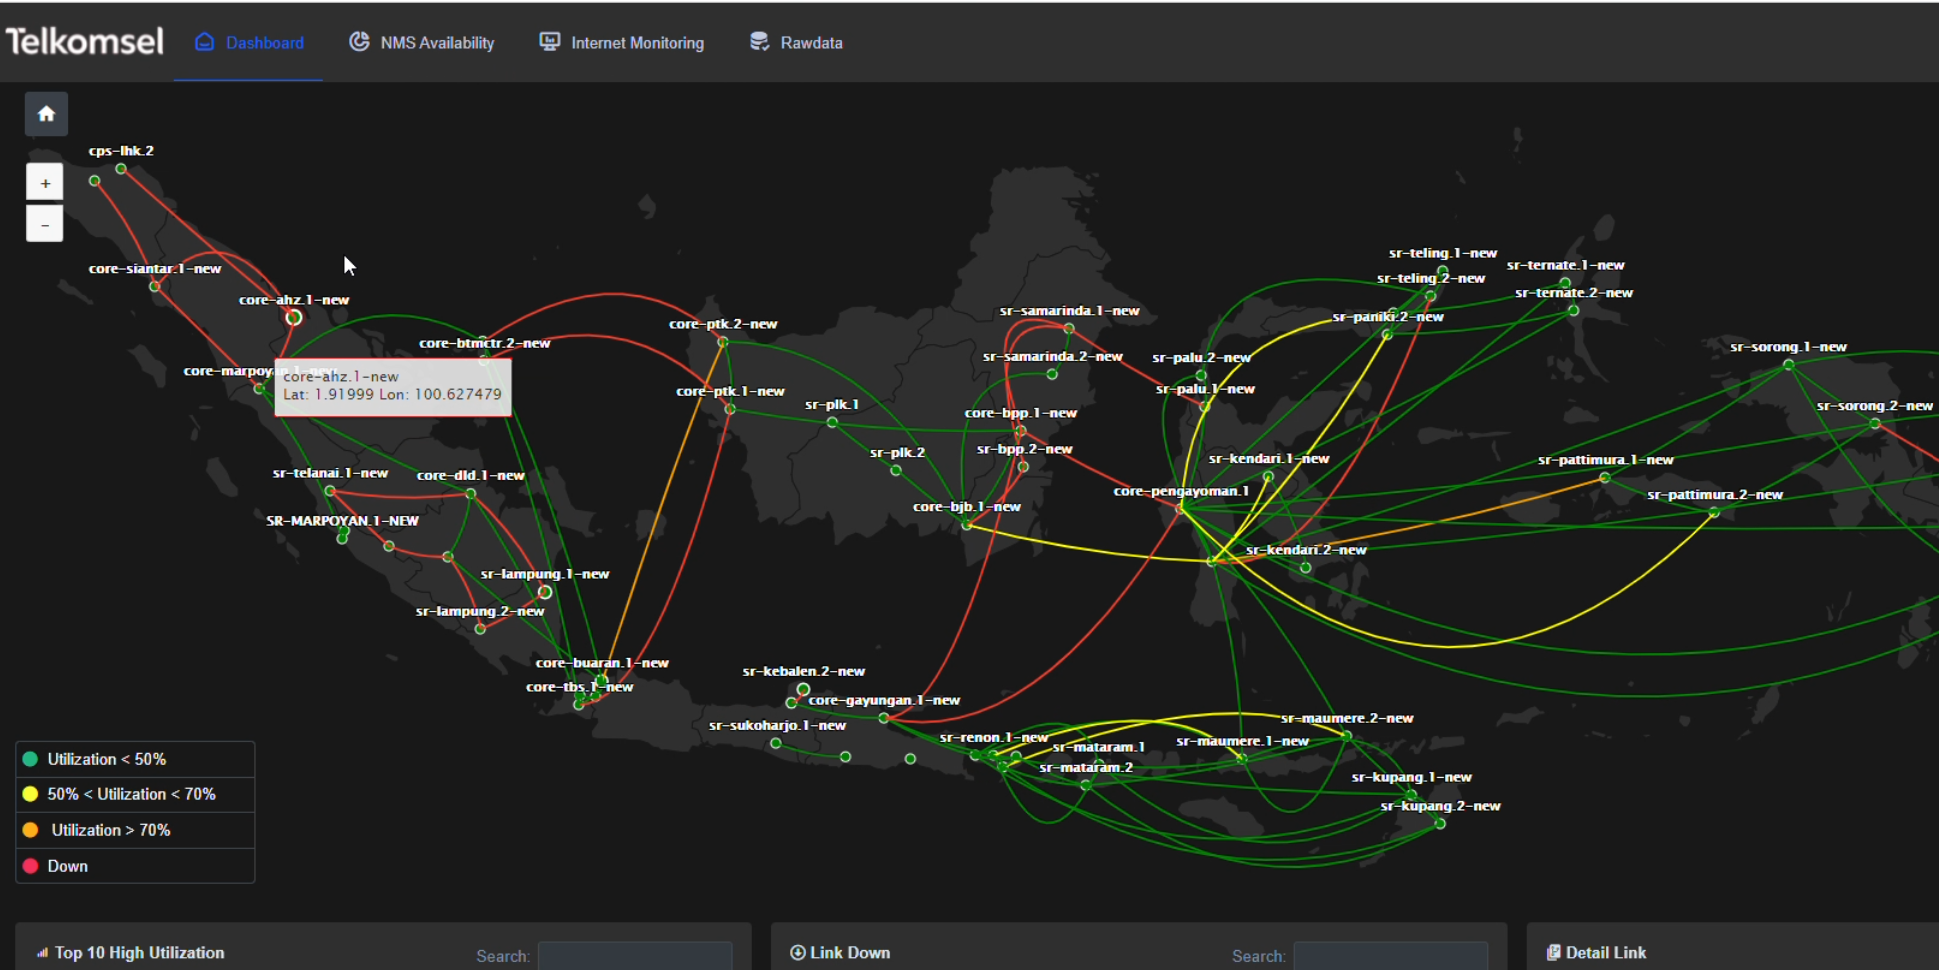 Telkomsel
Dashboard
NMS Availability
Internet Monitoring
Rawdata
+
-
cps-lhk.2
core-siantar.1-new
core-ahz.1-new
core-btmctr.2-new
core-ahz.1-new
Lat: 1.91999 Lon: 100.627479
sr-telanai.1-new
core-dld.1-new
SR-MARPOYAN.1-NEW
sr-lampung.1-new
sr-lampung.2-new
core-buaran.1-new
core-tbs.1-new
core-ptk.2-new
core-ptk.1-new
sr-plk.1
sr-plk.2
sr-samarinda.1-new
sr-samarinda.2-new
core-bpp.1-new
sr-bpp.2-new
core-bjb.1-new
sr-kebalen.2-new
core-gayungan.1-new
sr-sukoharjo.1-new
sr-renon.1-new
sr-mataram.1
sr-mataram.2
sr-palu.2-new
sr-palu.1-new
sr-kendari.1-new
core-pengayoman.1
sr-kendari.2-new
sr-teling.1-new
sr-teling.2-new
sr-paniki.2-new
sr-ternate.1-new
sr-ternate.2-new
sr-sorong.1-new
sr-sorong.2-new
sr-pattimura.1-new
sr-pattimura.2-new
sr-maumere.2-new
sr-maumere.1-new
sr-kupang.1-new
sr-kupang.2-new
Utilization < 50%
50% < Utilization < 70%
Utilization > 70%
Down
Top 10 High Utilization
Search:
Link Down
Search:
Detail Link